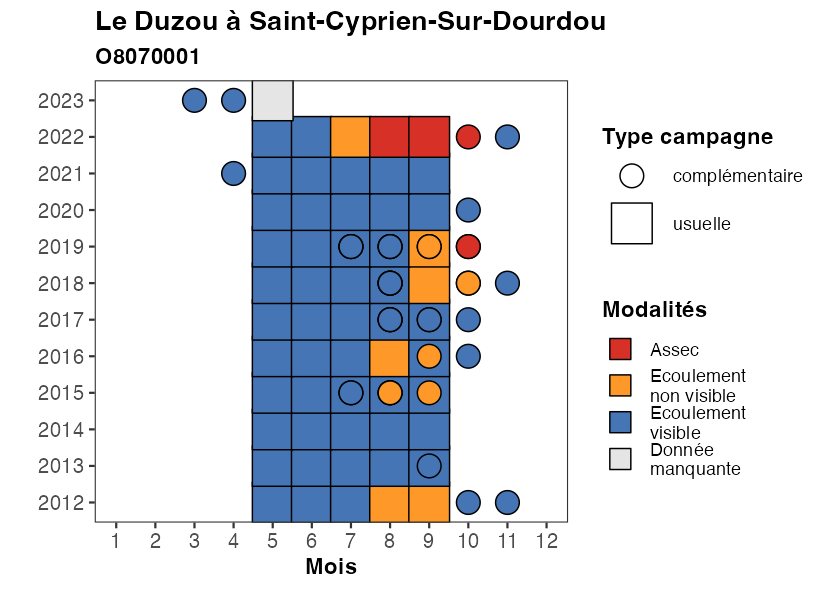 Le Duzou à Saint-Cyprien-Sur-Dourdou
O8070001
2023
2022
2021
2020
2019
2018
2017
2016
2015
2014
2013
2012
1 2 3 4 5 6 7 8 9 10 11 12
Mois
Type campagne
complémentaire
usuelle
Modalités
Assec
Ecoulement
non visible
Ecoulement
visible
Donnée
manquante